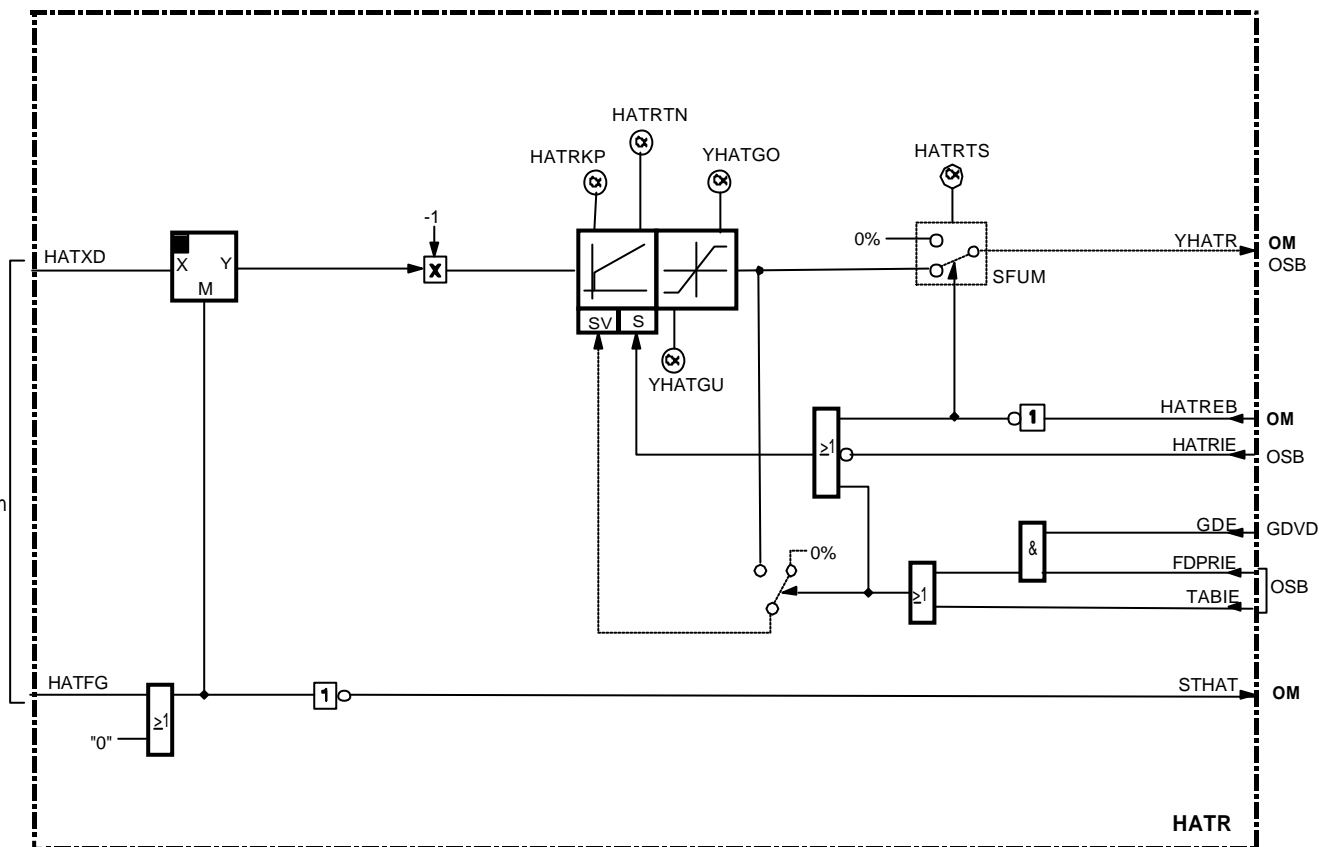 HATRTN
HATRKP
YHATGO
HATRTS
α
α
α
α
-1
0%
YHATR
OM
OSB
HATXD
X
Y
M
X
SFUM
SV
S
α
YHATGU
HATREB
OM
1
≥1
HATRIE
OSB
n
GDE
GDVD
&
0%
FDPRIE
OSB
≥1
TABIE
HATFG
1
STHAT
OM
≥1
"0"
HATR